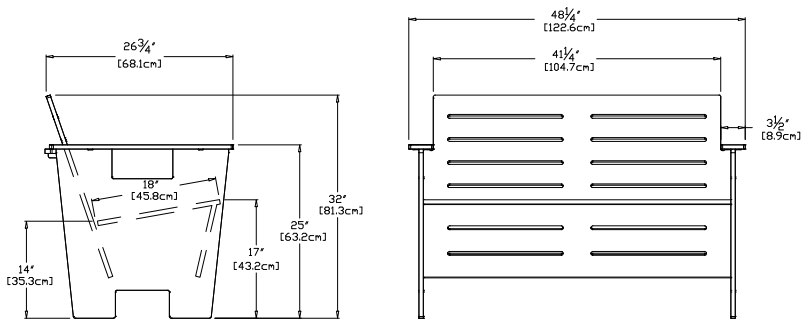 26¾"
[68.1cm]
18"
[45.8cm]
14"
[35.3cm]
17"
[43.2cm]
25"
[63.2cm]
32"
[81.3cm]
48¼"
[122.6cm]
41¼"
[104.7cm]
3½"
[8.9cm]